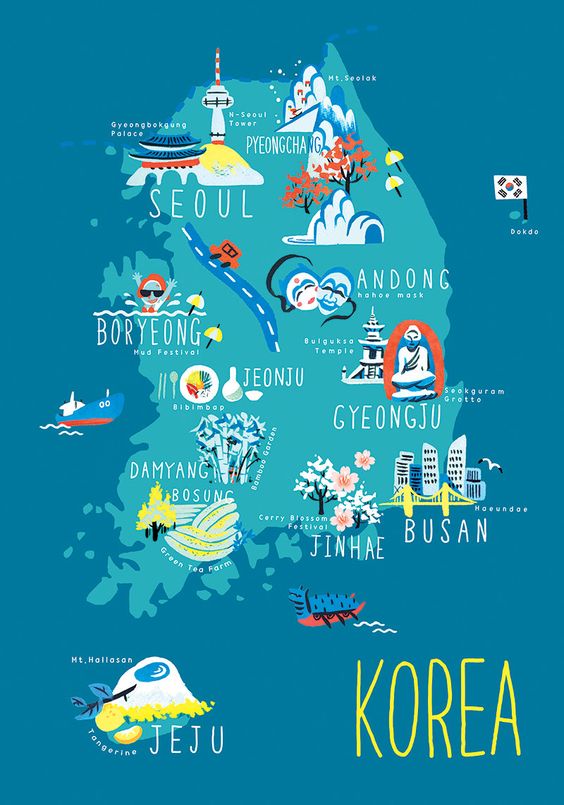 Mt.Seolak
Gyeongbokgung
Palace
N-Seoul
Tower
PYEONGCHANG
SEOUL
Dokdo
ANDONG
hahoe mask
BORYEONG
Mud Festival
Bulguksa
Temple
Seokguram
Grotto
JEONJU
Bibimbap
GYEONGJU
Bamboo Garden
DAMYANG
BOSUNG
Green Tea Farm
Cerry Blossom
Festival
JINHAE
Haeundae
BUSAN
Mt.Hallasan
Tangerine
JEJU
KOREA